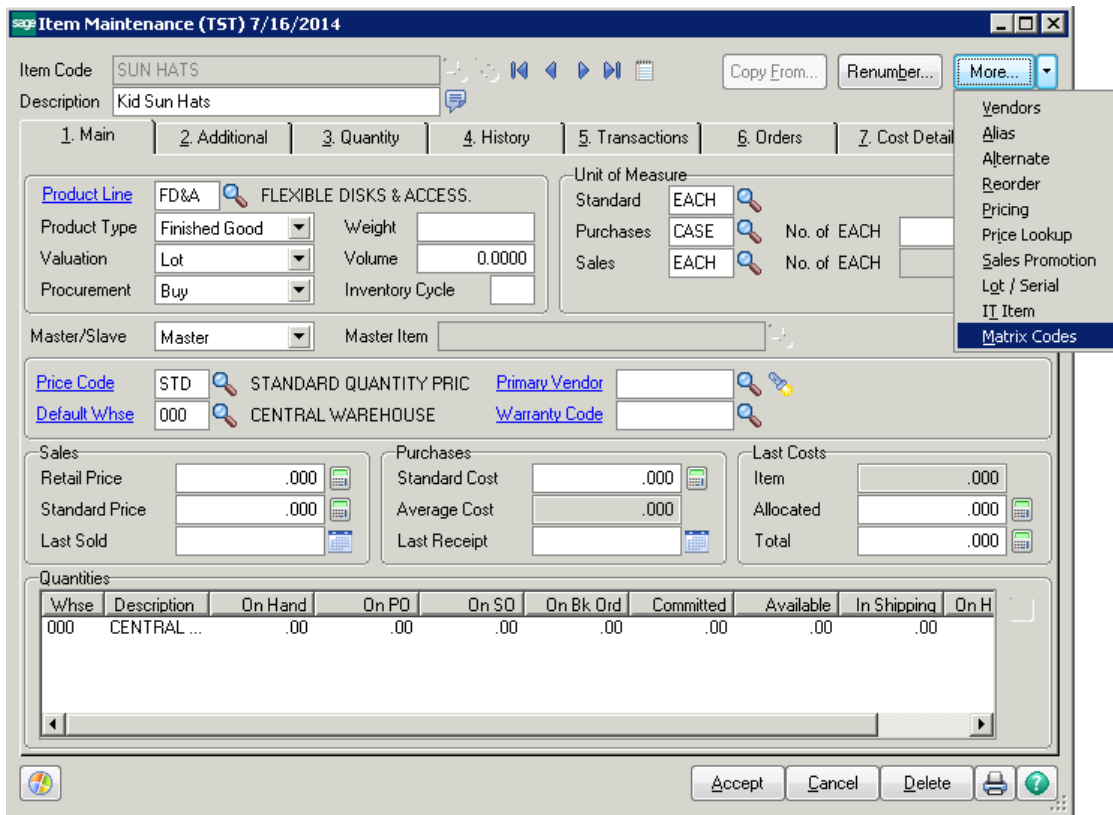 sage Item Maintenance (TST) 7/16/2014
Item Code SUN HATS Copy From... Renumber... More...
Description Kid Sun Hats
Vendors
Alias
Alternate
Reorder
Pricing
Price Lookup
Sales Promotion
Lot / Serial
IT Item
Matrix Codes
1. Main 2. Additional 3. Quantity 4. History 5. Transactions 6. Orders 7. Cost Detail
Product Line FD&A FLEXIBLE DISKS & ACCESS.
Product Type Finished Good Weight
Valuation Lot Volume 0.0000
Procurement Buy Inventory Cycle
Unit of Measure
Standard EACH
Purchases CASE No. of EACH
Sales EACH No. of EACH
Master/Slave Master Master Item
Price Code STD STANDARD QUANTITY PRIC Primary Vendor
Default Whse 000 CENTRAL WAREHOUSE Warranty Code
Sales
Retail Price .000
Standard Price .000
Last Sold
Purchases
Standard Cost .000
Average Cost .000
Last Receipt
Last Costs
Item .000
Allocated .000
Total .000
Quantities
Whse Description On Hand On PO On SO On Bk Ord Committed Available In Shipping On H
000 CENTRAL ... .00 .00 .00 .00 .00 .00 .00
Accept Cancel Delete